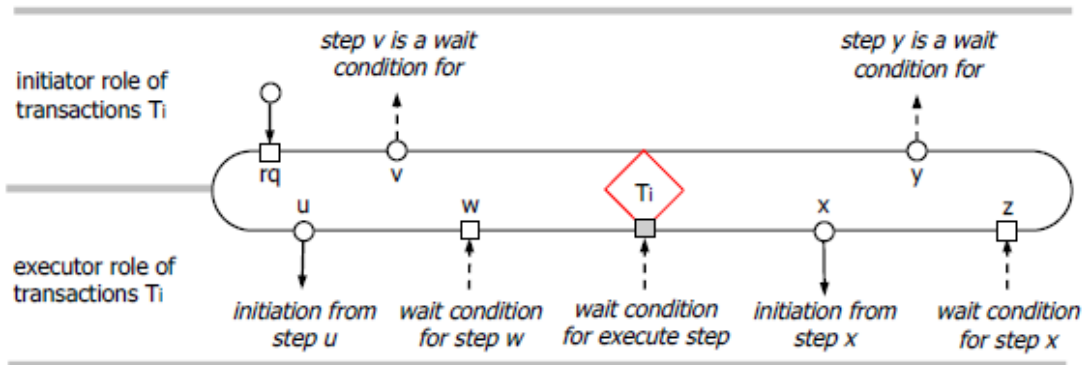 step v is a wait
condition for
step y is a wait
condition for
initiator role of
transactions Ti
rq
v
y
Ti
u
w
x
z
executor role of
transactions Ti
initiation from
step u
wait condition
for step w
wait condition
for execute step
initiation from
step x
wait condition
for step x